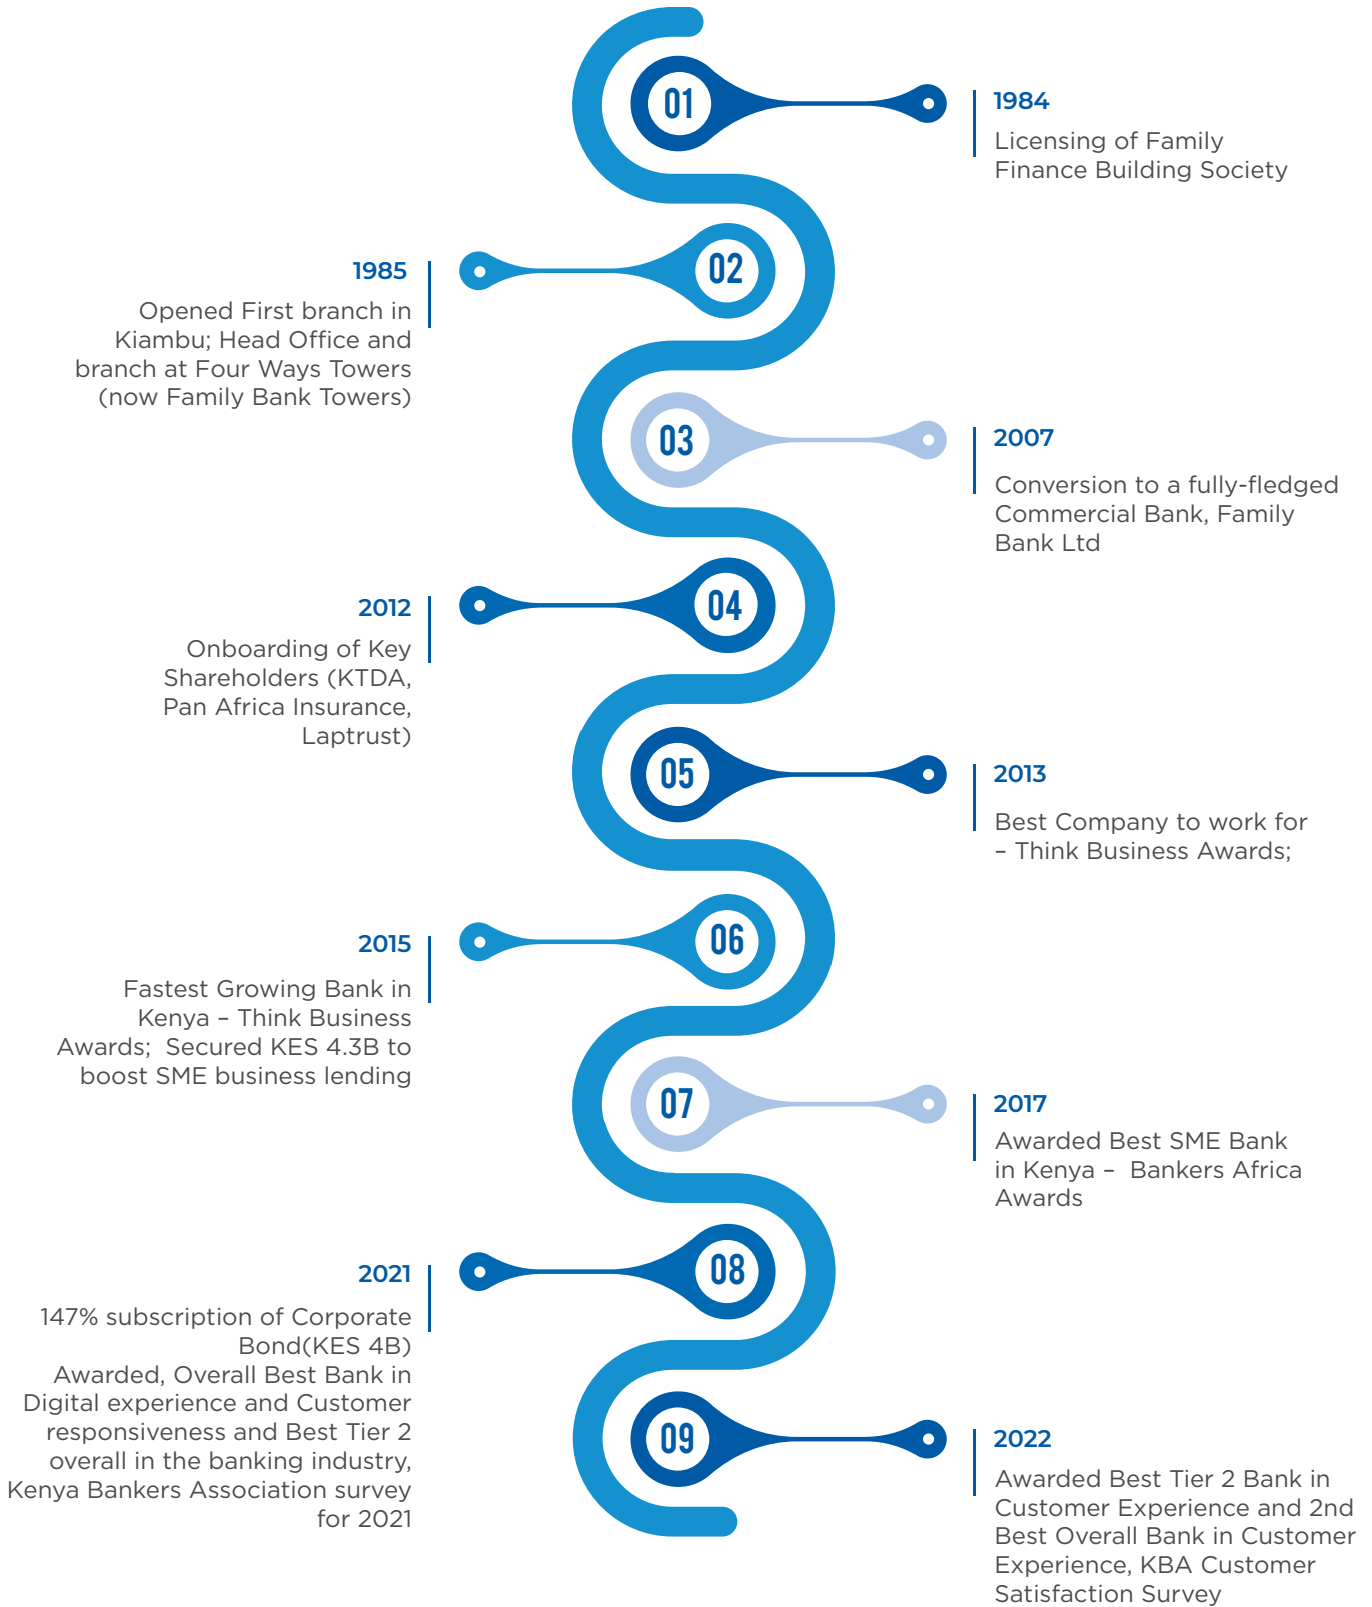 01
1984
Licensing of Family
Finance Building Society
02
1985
Opened First branch in
Kiambu; Head Office and
branch at Four Ways Towers
(now Family Bank Towers)
03
2007
Conversion to a fully-fledged
Commercial Bank, Family
Bank Ltd
04
2012
Onboarding of Key
Shareholders (KTDA,
Pan Africa Insurance,
Laptrust)
05
2013
Best Company to work for
– Think Business Awards;
06
2015
Fastest Growing Bank in
Kenya – Think Business
Awards;  Secured KES 4.3B to
boost SME business lending
07
2017
Awarded Best SME Bank
in Kenya –  Bankers Africa
Awards
08
2021
147% subscription of Corporate
Bond(KES 4B)
Awarded, Overall Best Bank in
Digital experience and Customer
responsiveness and Best Tier 2
overall in the banking industry,
Kenya Bankers Association survey
for 2021
09
2022
Awarded Best Tier 2 Bank in
Customer Experience and 2nd
Best Overall Bank in Customer
Experience, KBA Customer
Satisfaction Survey